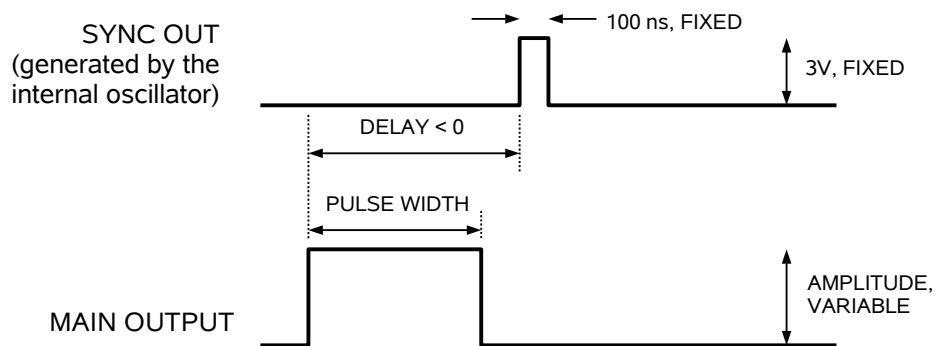 100 ns, FIXED
SYNC OUT
(generated by the
internal oscillator)
3V, FIXED
DELAY < 0
PULSE WIDTH
AMPLITUDE,
VARIABLE
MAIN OUTPUT